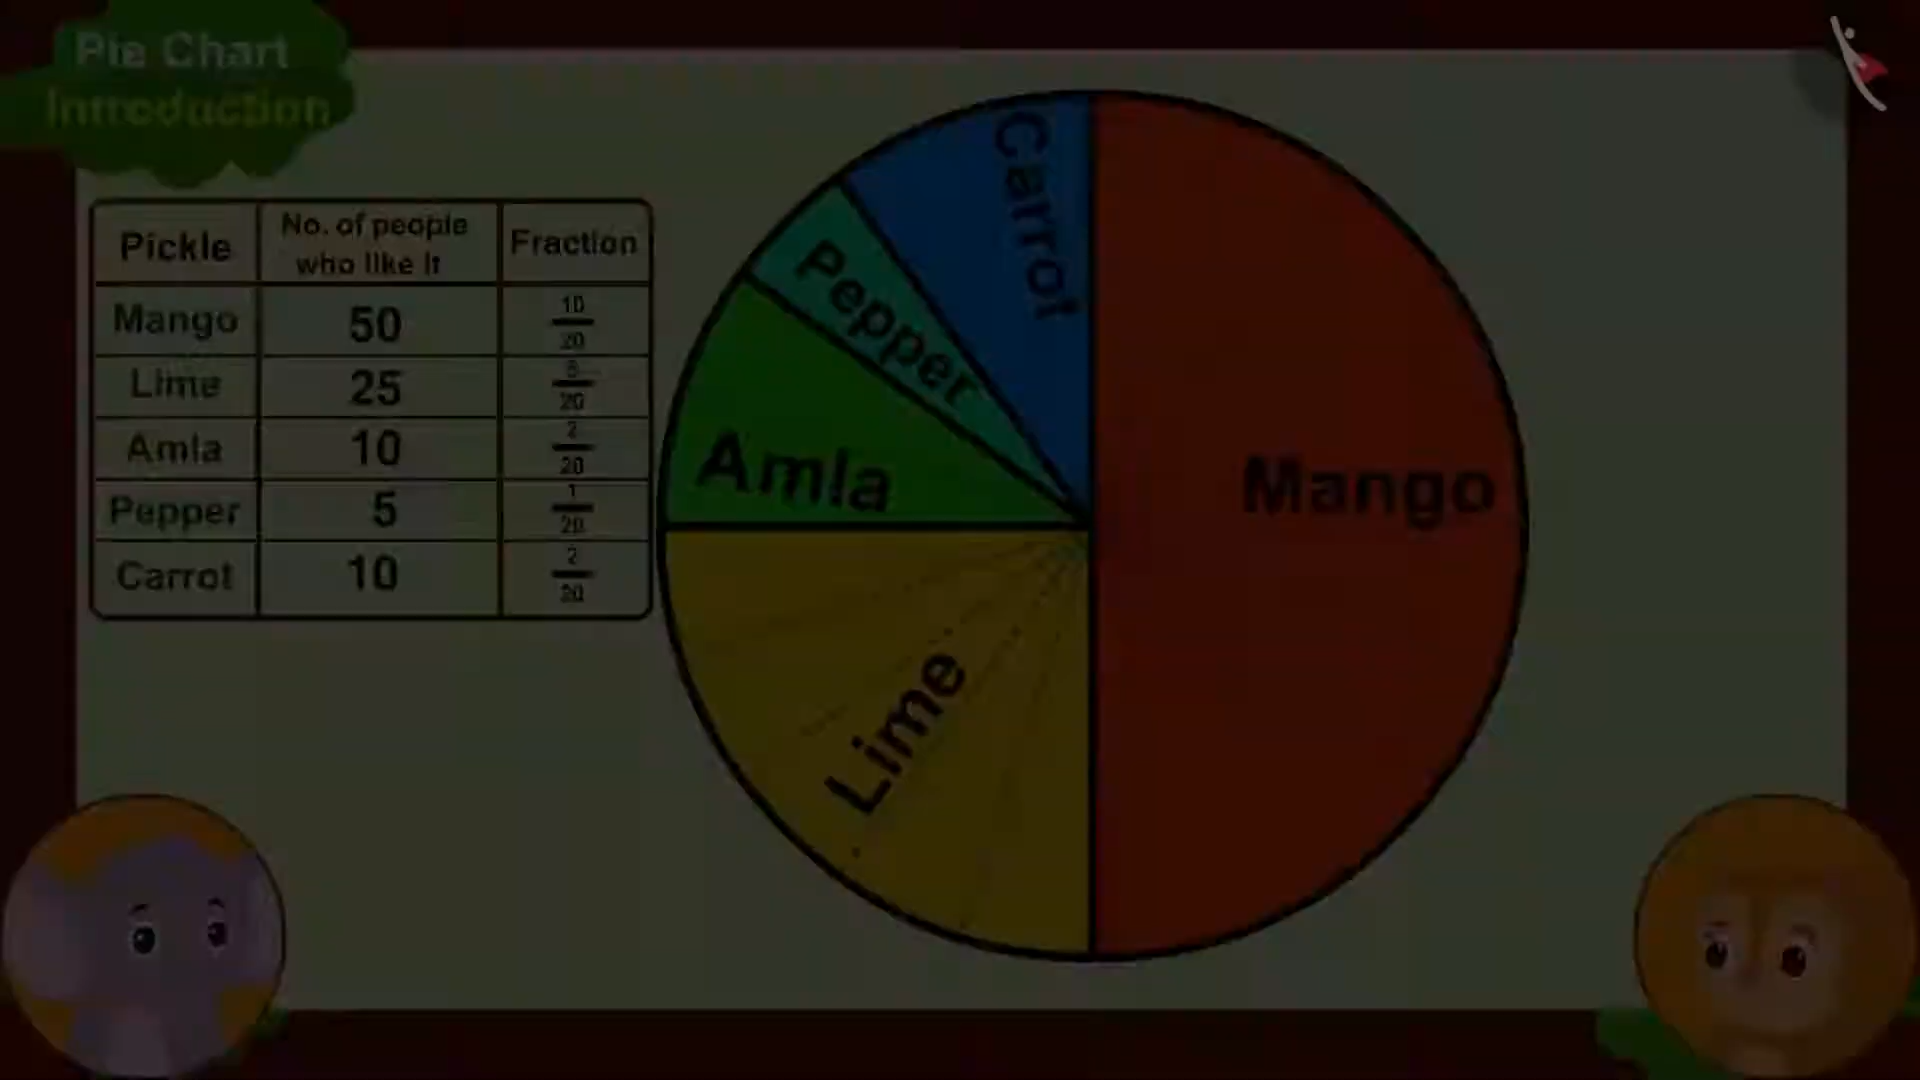 Pie Chart
Introduction
Pickle
No. of people
who like it
Fraction
Mango
50
10
20
Lime
25
5
20
Amla
10
2
20
Pepper
5
1
20
Carrot
10
2
20
Carrot
Pepper
Amla
Mango
Lime